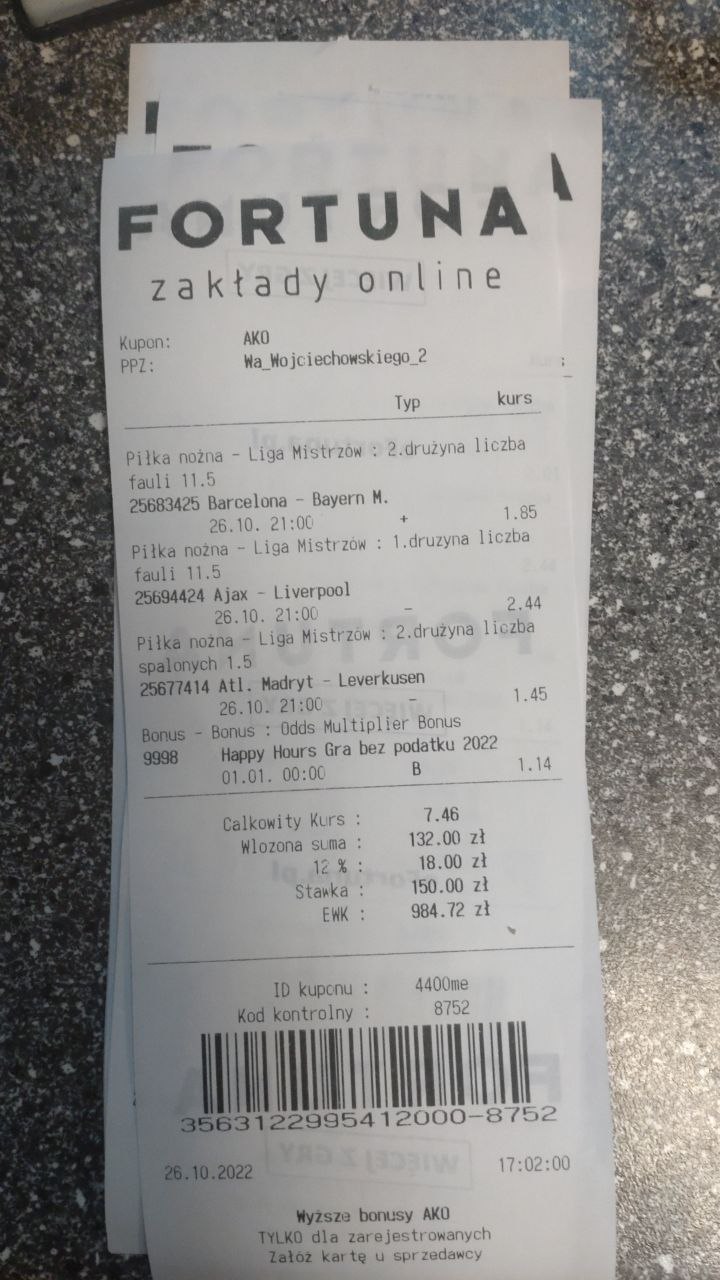 FORTUNA
zakłady online
Kupon: AKO
PPZ: Wa_Wojciechowskiego_2
Typ kurs
Piłka nożna - Liga Mistrzów : 2.drużyna liczba
fauli 11.5
25683425 Barcelona - Bayern M.
26.10. 21:00 + 1.85
Piłka nożna - Liga Mistrzów : 1.druzyna liczba
fauli 11.5
25694424 Ajax - Liverpool
26.10. 21:00 - 2.44
Piłka nożna - Liga Mistrzów : 2.drużyna liczba
spalonych 1.5
25677414 Atl. Madryt - Leverkusen
26.10. 21:00 - 1.45
Bonus - Bonus : Odds Multiplier Bonus
9998 Happy Hours Gra bez podatku 2022
01.01. 00:00 B 1.14
Calkowity Kurs : 7.46
Wlozona suma : 132.00 zł
12 % : 18.00 zł
Stawka : 150.00 zł
EWK : 984.72 zł
ID kuponu : 4400me
Kod kontrolny : 8752
3563122995412000-8752
26.10.2022 17:02:00
Wyższe bonusy AKO
TYLKO dla zarejestrowanych
Załóż kartę u sprzedawcy